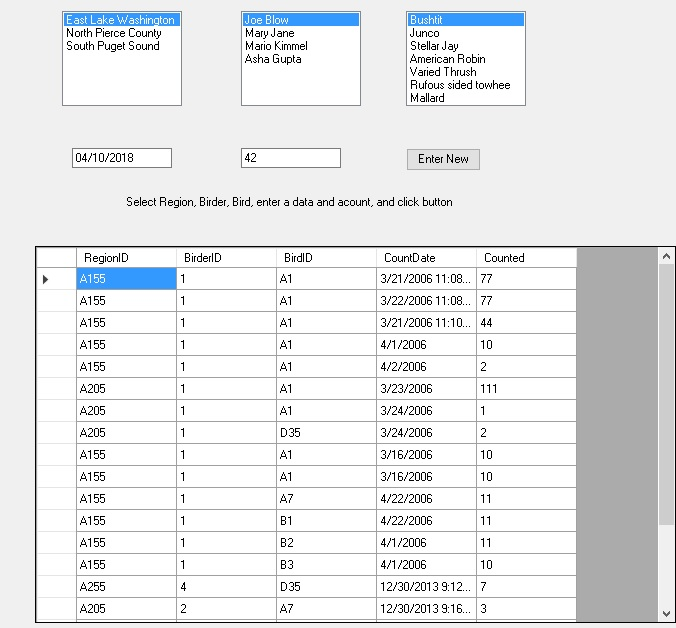 East Lake Washington
North Pierce County
South Puget Sound
Joe Blow
Mary Jane
Mario Kimmel
Asha Gupta
Bushtit
Junco
Stellar Jay
American Robin
Varied Thrush
Rufous sided towhee
Mallard
04/10/2018 42 Enter New
Select Region, Birder, Bird, enter a data and acount, and click button
RegionID BirderID BirdID CountDate Counted
A155 1 A1 3/21/2006 11:08... 77
A155 1 A1 3/22/2006 11:08... 77
A155 1 A1 3/21/2006 11:10... 44
A155 1 A1 4/1/2006 10
A155 1 A1 4/2/2006 2
A205 1 A1 3/23/2006 111
A205 1 A1 3/24/2006 1
A205 1 D35 3/24/2006 2
A155 1 A1 3/16/2006 10
A155 1 A1 3/16/2006 10
A155 1 A7 4/22/2006 11
A155 1 B1 4/22/2006 11
A155 1 B2 4/1/2006 11
A155 1 B3 4/1/2006 10
A255 4 D35 12/30/2013 9:12... 7
A205 2 A7 12/30/2013 9:16... 3